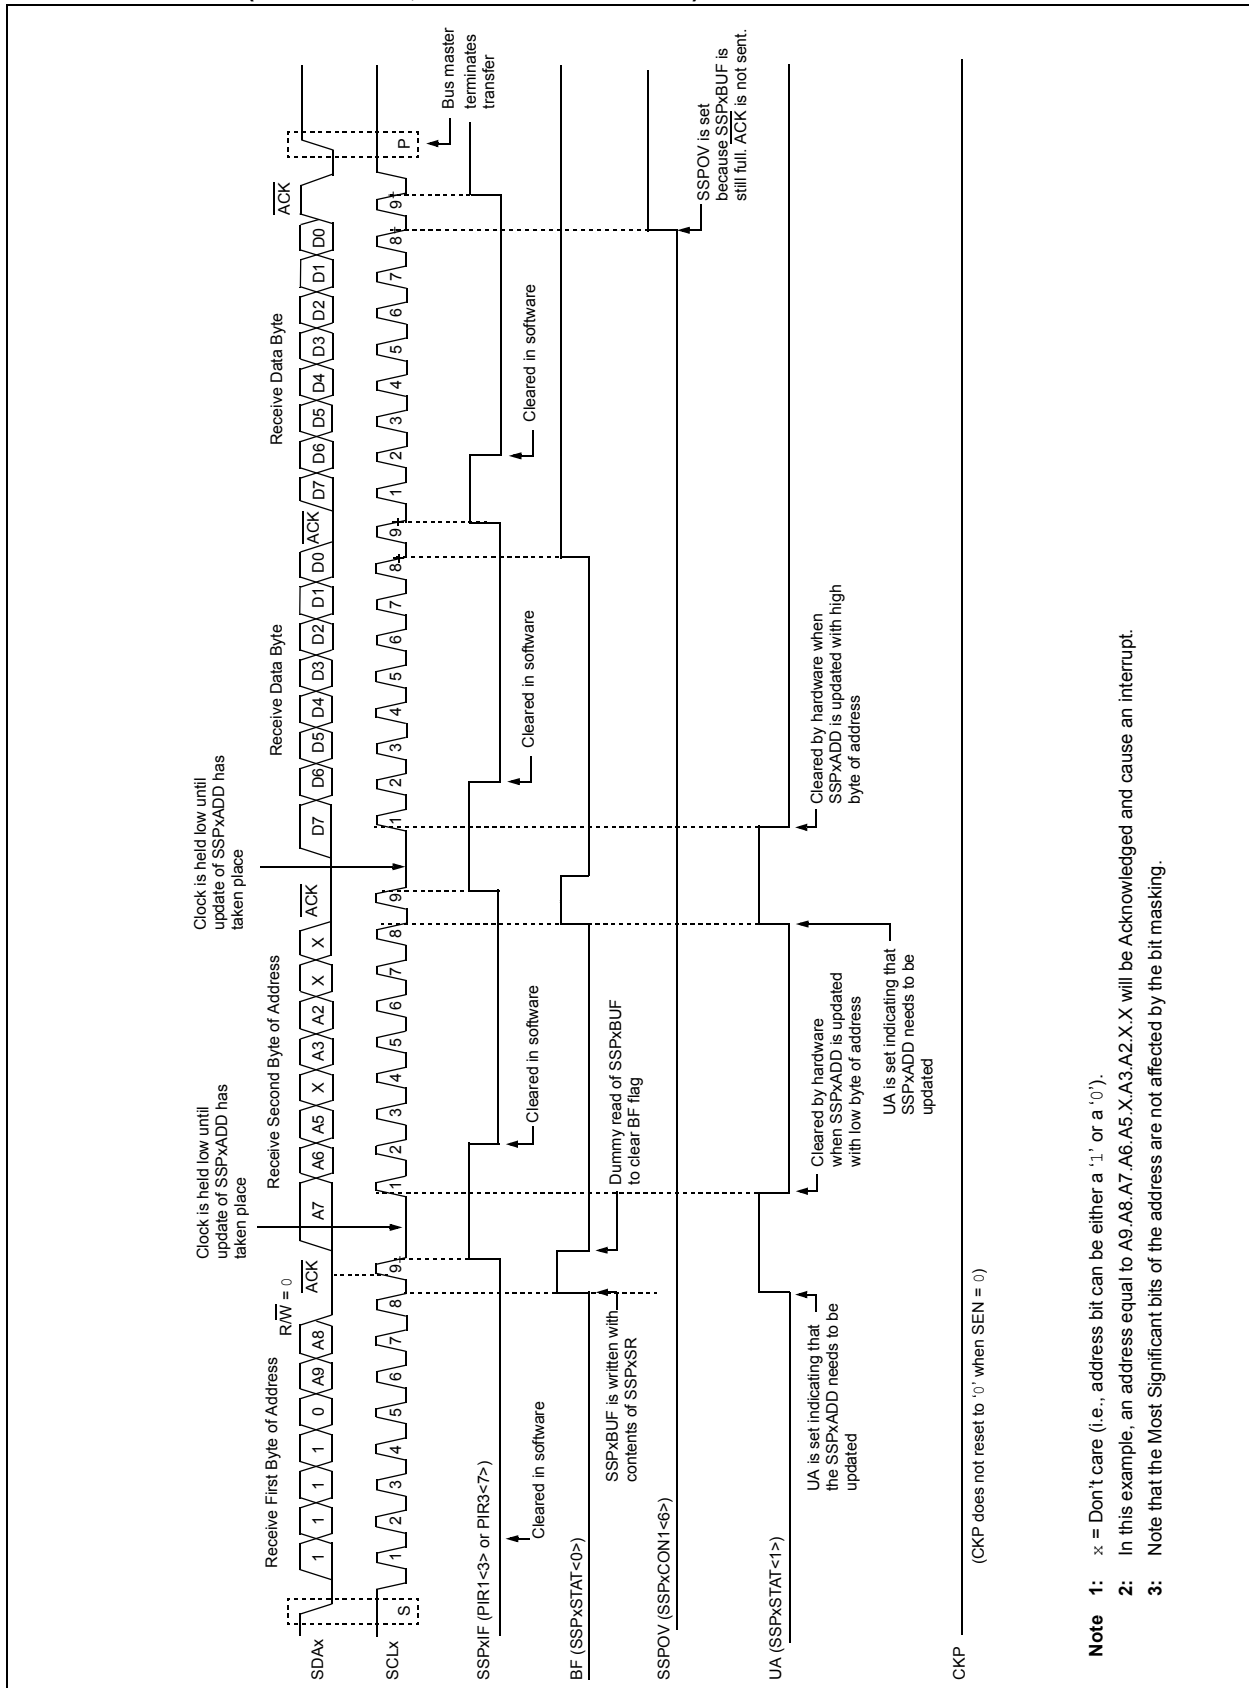 Receive First Byte of Address
R/W = 0
ACK
Clock is held low until
update of SSPxADD has
taken place
Receive Second Byte of Address
ACK
Clock is held low until
update of SSPxADD has
taken place
Receive Data Byte
ACK
Receive Data Byte
ACK
SDAx
1 1 1 1 0 A9 A8
A7 A6 A5 X A3 A2 X X
D7 D6 D5 D4 D3 D2 D1 D0
D7 D6 D5 D4 D3 D2 D1 D0
SCLx
S
1 2 3 4 5 6 7 8 9
1 2 3 4 5 6 7 8 9
1 2 3 4 5 6 7 8 9
1 2 3 4 5 6 7 8 9
P
Bus master
terminates
transfer
SSPxIF (PIR1<3> or PIR3<7>)
Cleared in software
Cleared in software
Cleared in software
Cleared in software
BF (SSPxSTAT<0>)
SSPxBUF is written with
contents of SSPxSR
Dummy read of SSPxBUF
to clear BF flag
SSPOV (SSPxCON1<6>)
SSPOV is set
because SSPxBUF is
still full. ACK is not sent.
UA (SSPxSTAT<1>)
UA is set indicating that
the SSPxADD needs to be
updated
Cleared by hardware
when SSPxADD is updated
with low byte of address
UA is set indicating that
SSPxADD needs to be
updated
Cleared by hardware when
SSPxADD is updated with high
byte of address
CKP
(CKP does not reset to ‘0’ when SEN = 0)
Note 1: x = Don’t care (i.e., address bit can be either a ‘1’ or a ‘0’).
2: In this example, an address equal to A9.A8.A7.A6.A5.X.A3.A2.X.X will be Acknowledged and cause an interrupt.
3: Note that the Most Significant bits of the address are not affected by the bit masking.